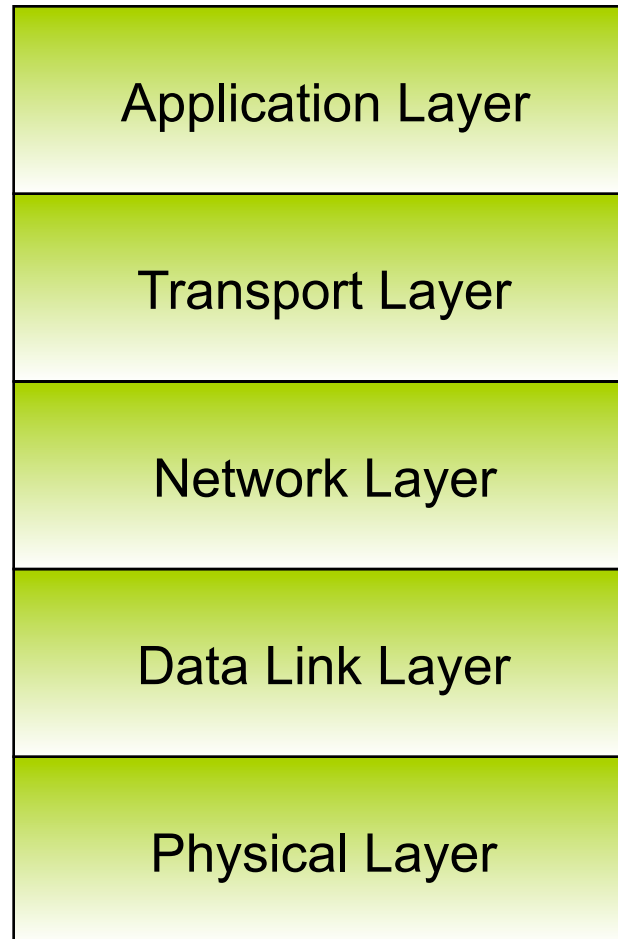 Application Layer
Transport Layer
Network Layer
Data Link Layer
Physical Layer